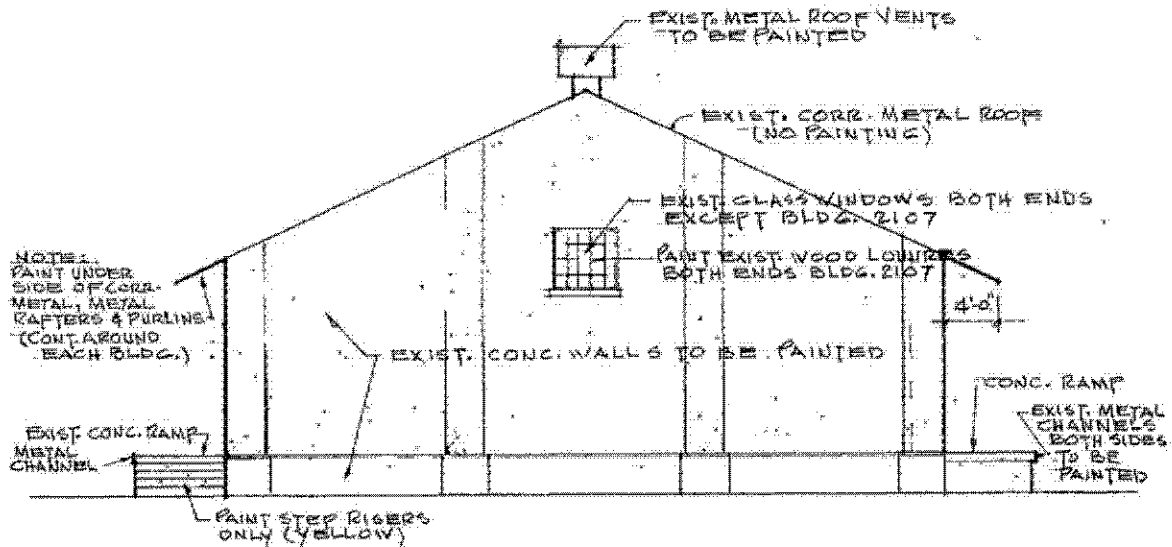 EXIST. METAL ROOF VENTS
TO BE PAINTED
EXIST. CORR. METAL ROOF
(NO PAINTING)
EXIST. GLASS WINDOWS BOTH ENDS
EXCEPT BLDG. 2107
PAINT EXIST. WOOD LOUVRES
BOTH ENDS BLDG. 2107
NOTE:
PAINT UNDER
SIDE OF CORR.
METAL, METAL
RAFTERS & PURLINS
(CONT. AROUND
EACH BLDG.)
4'-0"
EXIST. CONC. WALLS TO BE PAINTED
CONC. RAMP
EXIST. METAL
CHANNELS
BOTH SIDES
TO BE
PAINTED
EXIST. CONC. RAMP
METAL
CHANNEL
PAINT STEP RISERS
ONLY (YELLOW)